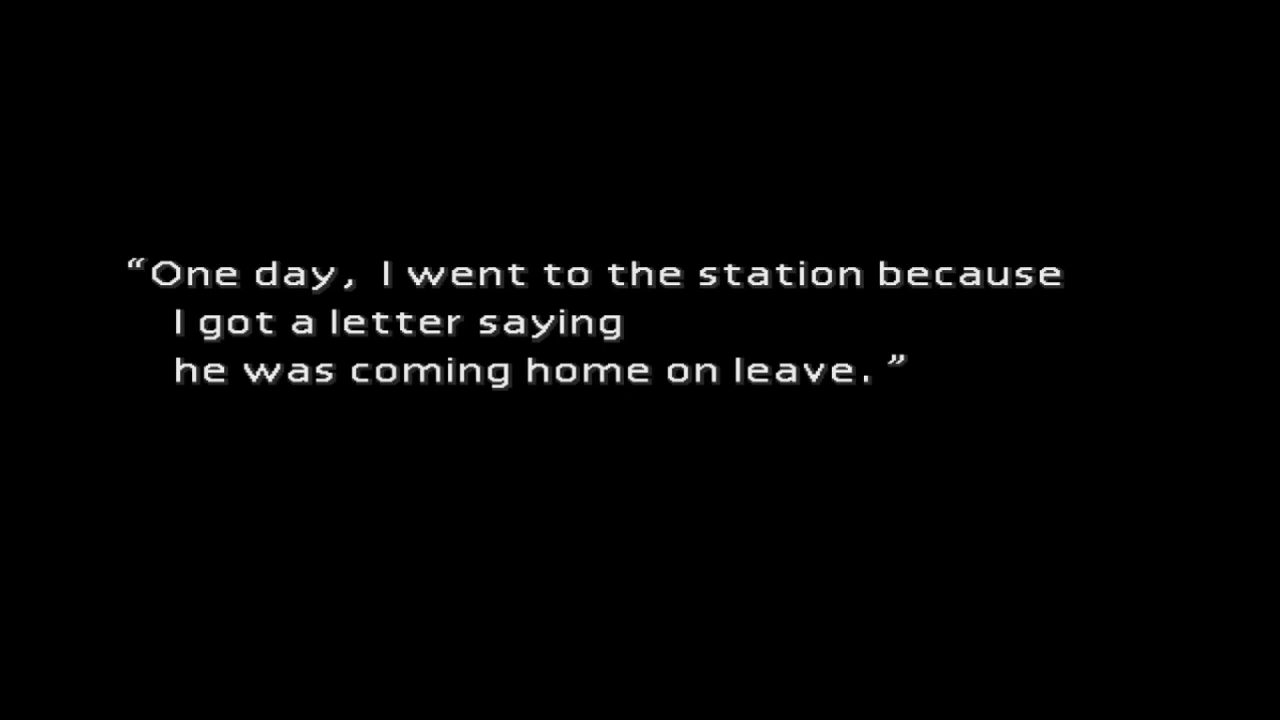 “One day, I went to the station because
I got a letter saying
he was coming home on leave.”